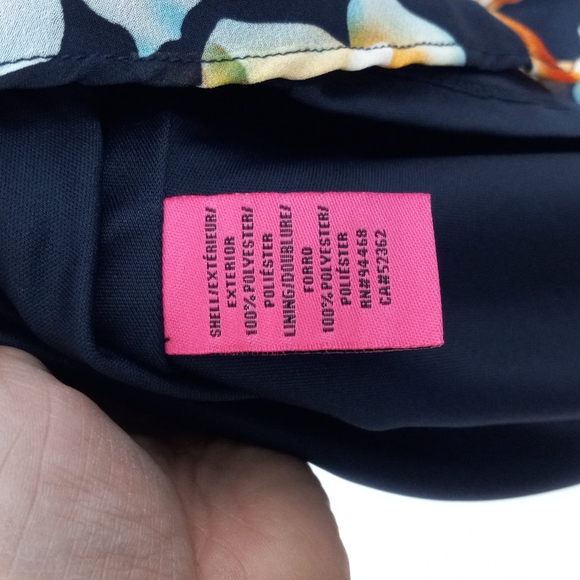 SHELL/EXTÉRIEUR/
EXTERIOR
100% POLYESTER/
POLIÉSTER
LINING/DOUBLURE/
FORRO
100% POLYESTER/
POLIÉSTER
RN#94468
CA#52362